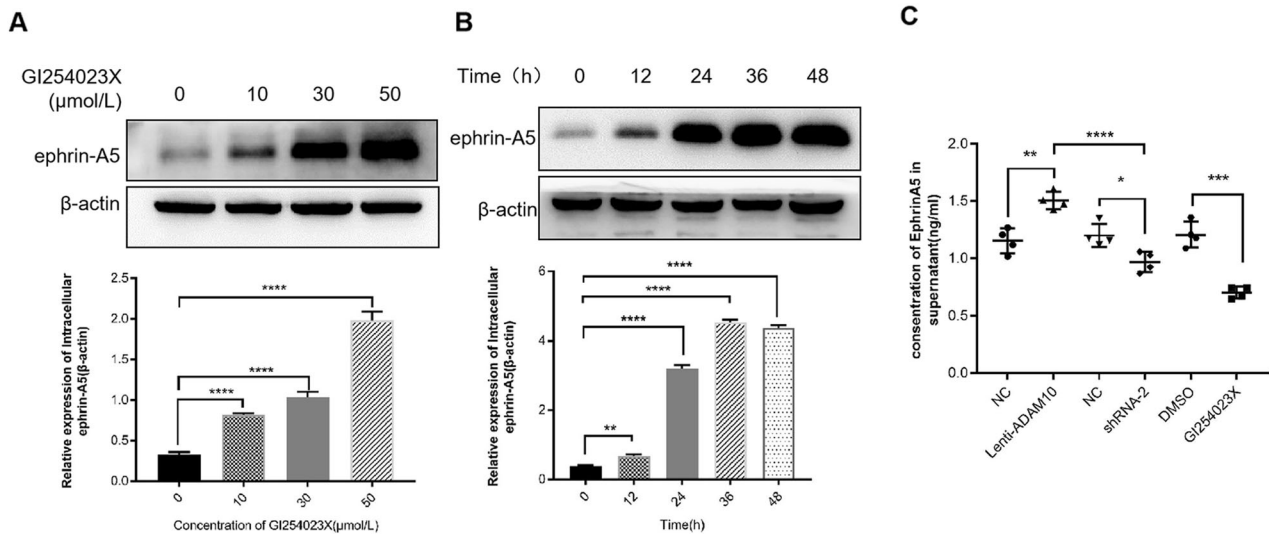 A
GI254023X
(μmol/L)
0 10 30 50
ephrin-A5
β-actin
Relative expression of Intracellular
ephrin-A5(β-actin)
2.5
2.0
1.5
1.0
0.5
0.0
****
****
****
0 10 30 50
Concentration of GI254023X(μmol/L)
B
Time（h） 0 12 24 36 48
ephrin-A5
β-actin
Relative expression of Intracellular
ephrin-A5(β-actin)
6
4
2
0
****
****
****
**
0 12 24 36 48
Time(h)
C
consentration of EphrinA5 in
supernatant(ng/ml)
2.0
1.5
1.0
0.5
0.0
**
****
*
***
NC
Lenti-ADAM10
NC
shRNA-2
DMSO
GI254023X